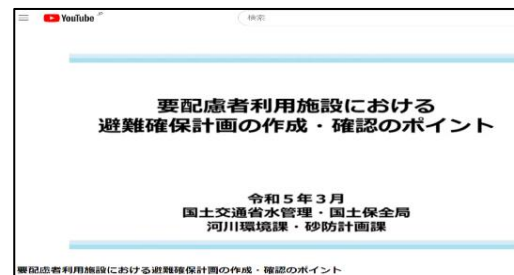 YouTube JP
検索
要配慮者利用施設における
避難確保計画の作成・確認のポイント
令和5年3月
国土交通省水管理・国土保全局
河川環境課・砂防計画課
要配慮者利用施設における避難確保計画の作成・確認のポイント